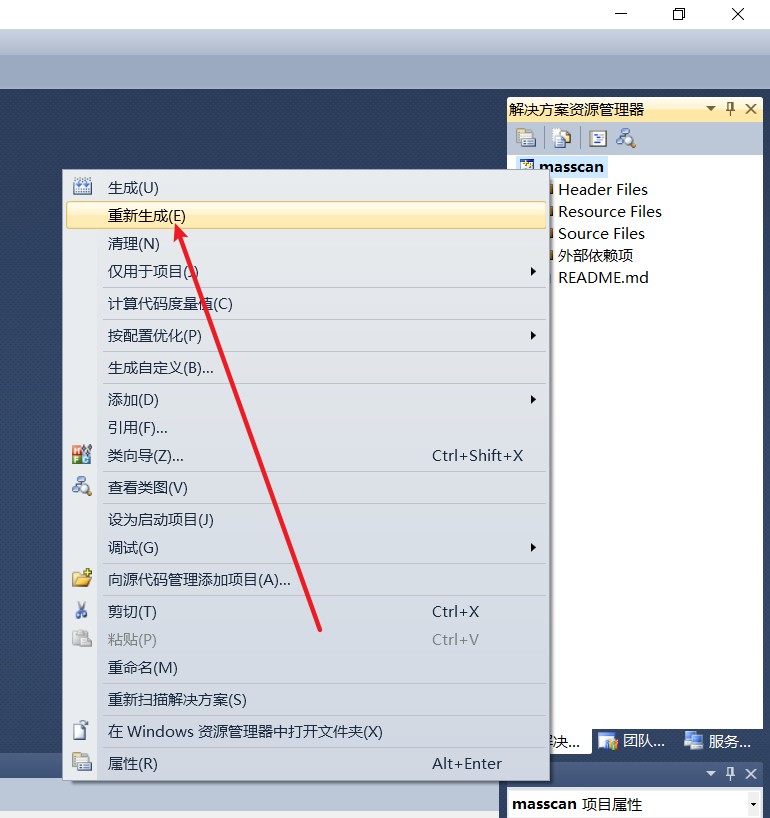 解决方案资源管理器
masscan
Header Files
Resource Files
Source Files
外部依赖项
README.md
生成(U)
重新生成(E)
清理(N)
仅用于项目(J)
计算代码度量值(C)
按配置优化(P)
生成自定义(B)...
添加(D)
引用(F)...
类向导(Z)... Ctrl+Shift+X
查看类图(V)
设为启动项目(J)
调试(G)
向源代码管理添加项目(A)...
剪切(T) Ctrl+X
粘贴(P) Ctrl+V
重命名(M)
重新扫描解决方案(S)
在 Windows 资源管理器中打开文件夹(X)
属性(R) Alt+Enter
决... 团队... 服务...
masscan 项目属性